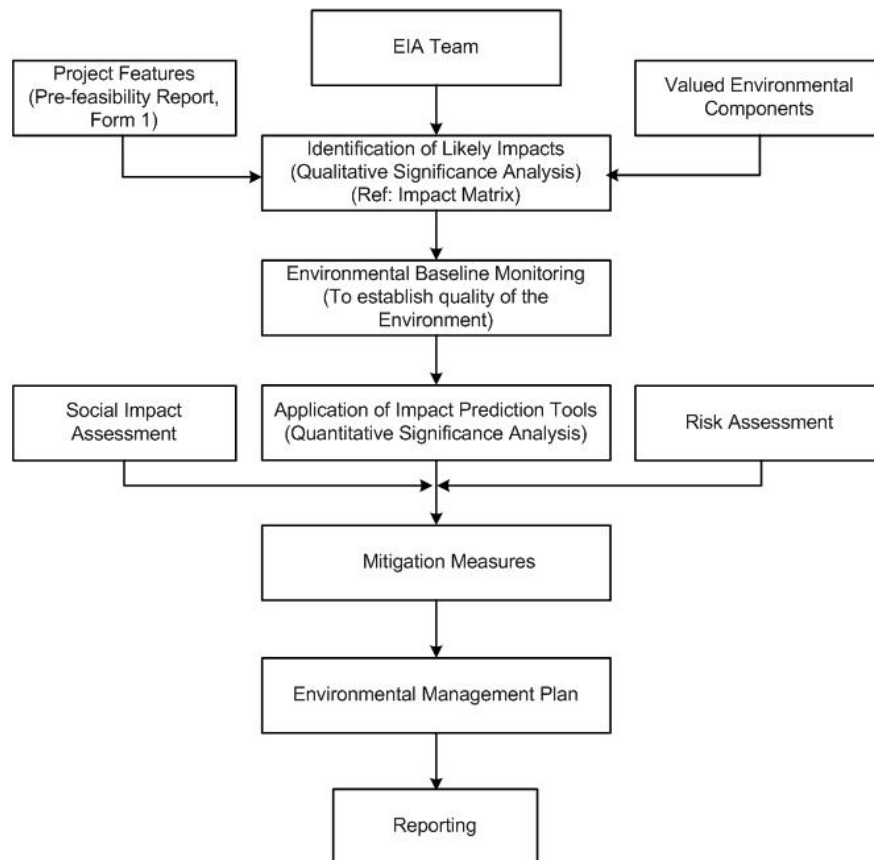 EIA Team
Project Features
(Pre-feasibility Report,
Form 1)
Valued Environmental
Components
Identification of Likely Impacts
(Qualitative Significance Analysis)
(Ref: Impact Matrix)
Environmental Baseline Monitoring
(To establish quality of the
Environment)
Social Impact
Assessment
Application of Impact Prediction Tools
(Quantitative Significance Analysis)
Risk Assessment
Mitigation Measures
Environmental Management Plan
Reporting